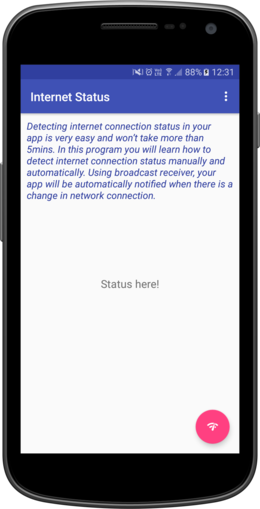 88% 12:31
Internet Status
Detecting internet connection status in your
app is very easy and won't take more than
5mins. In this program you will learn how to
detect internet connection status manually and
automatically. Using broadcast receiver, your
app will be automatically notified when there is a
change in network connection.
Status here!